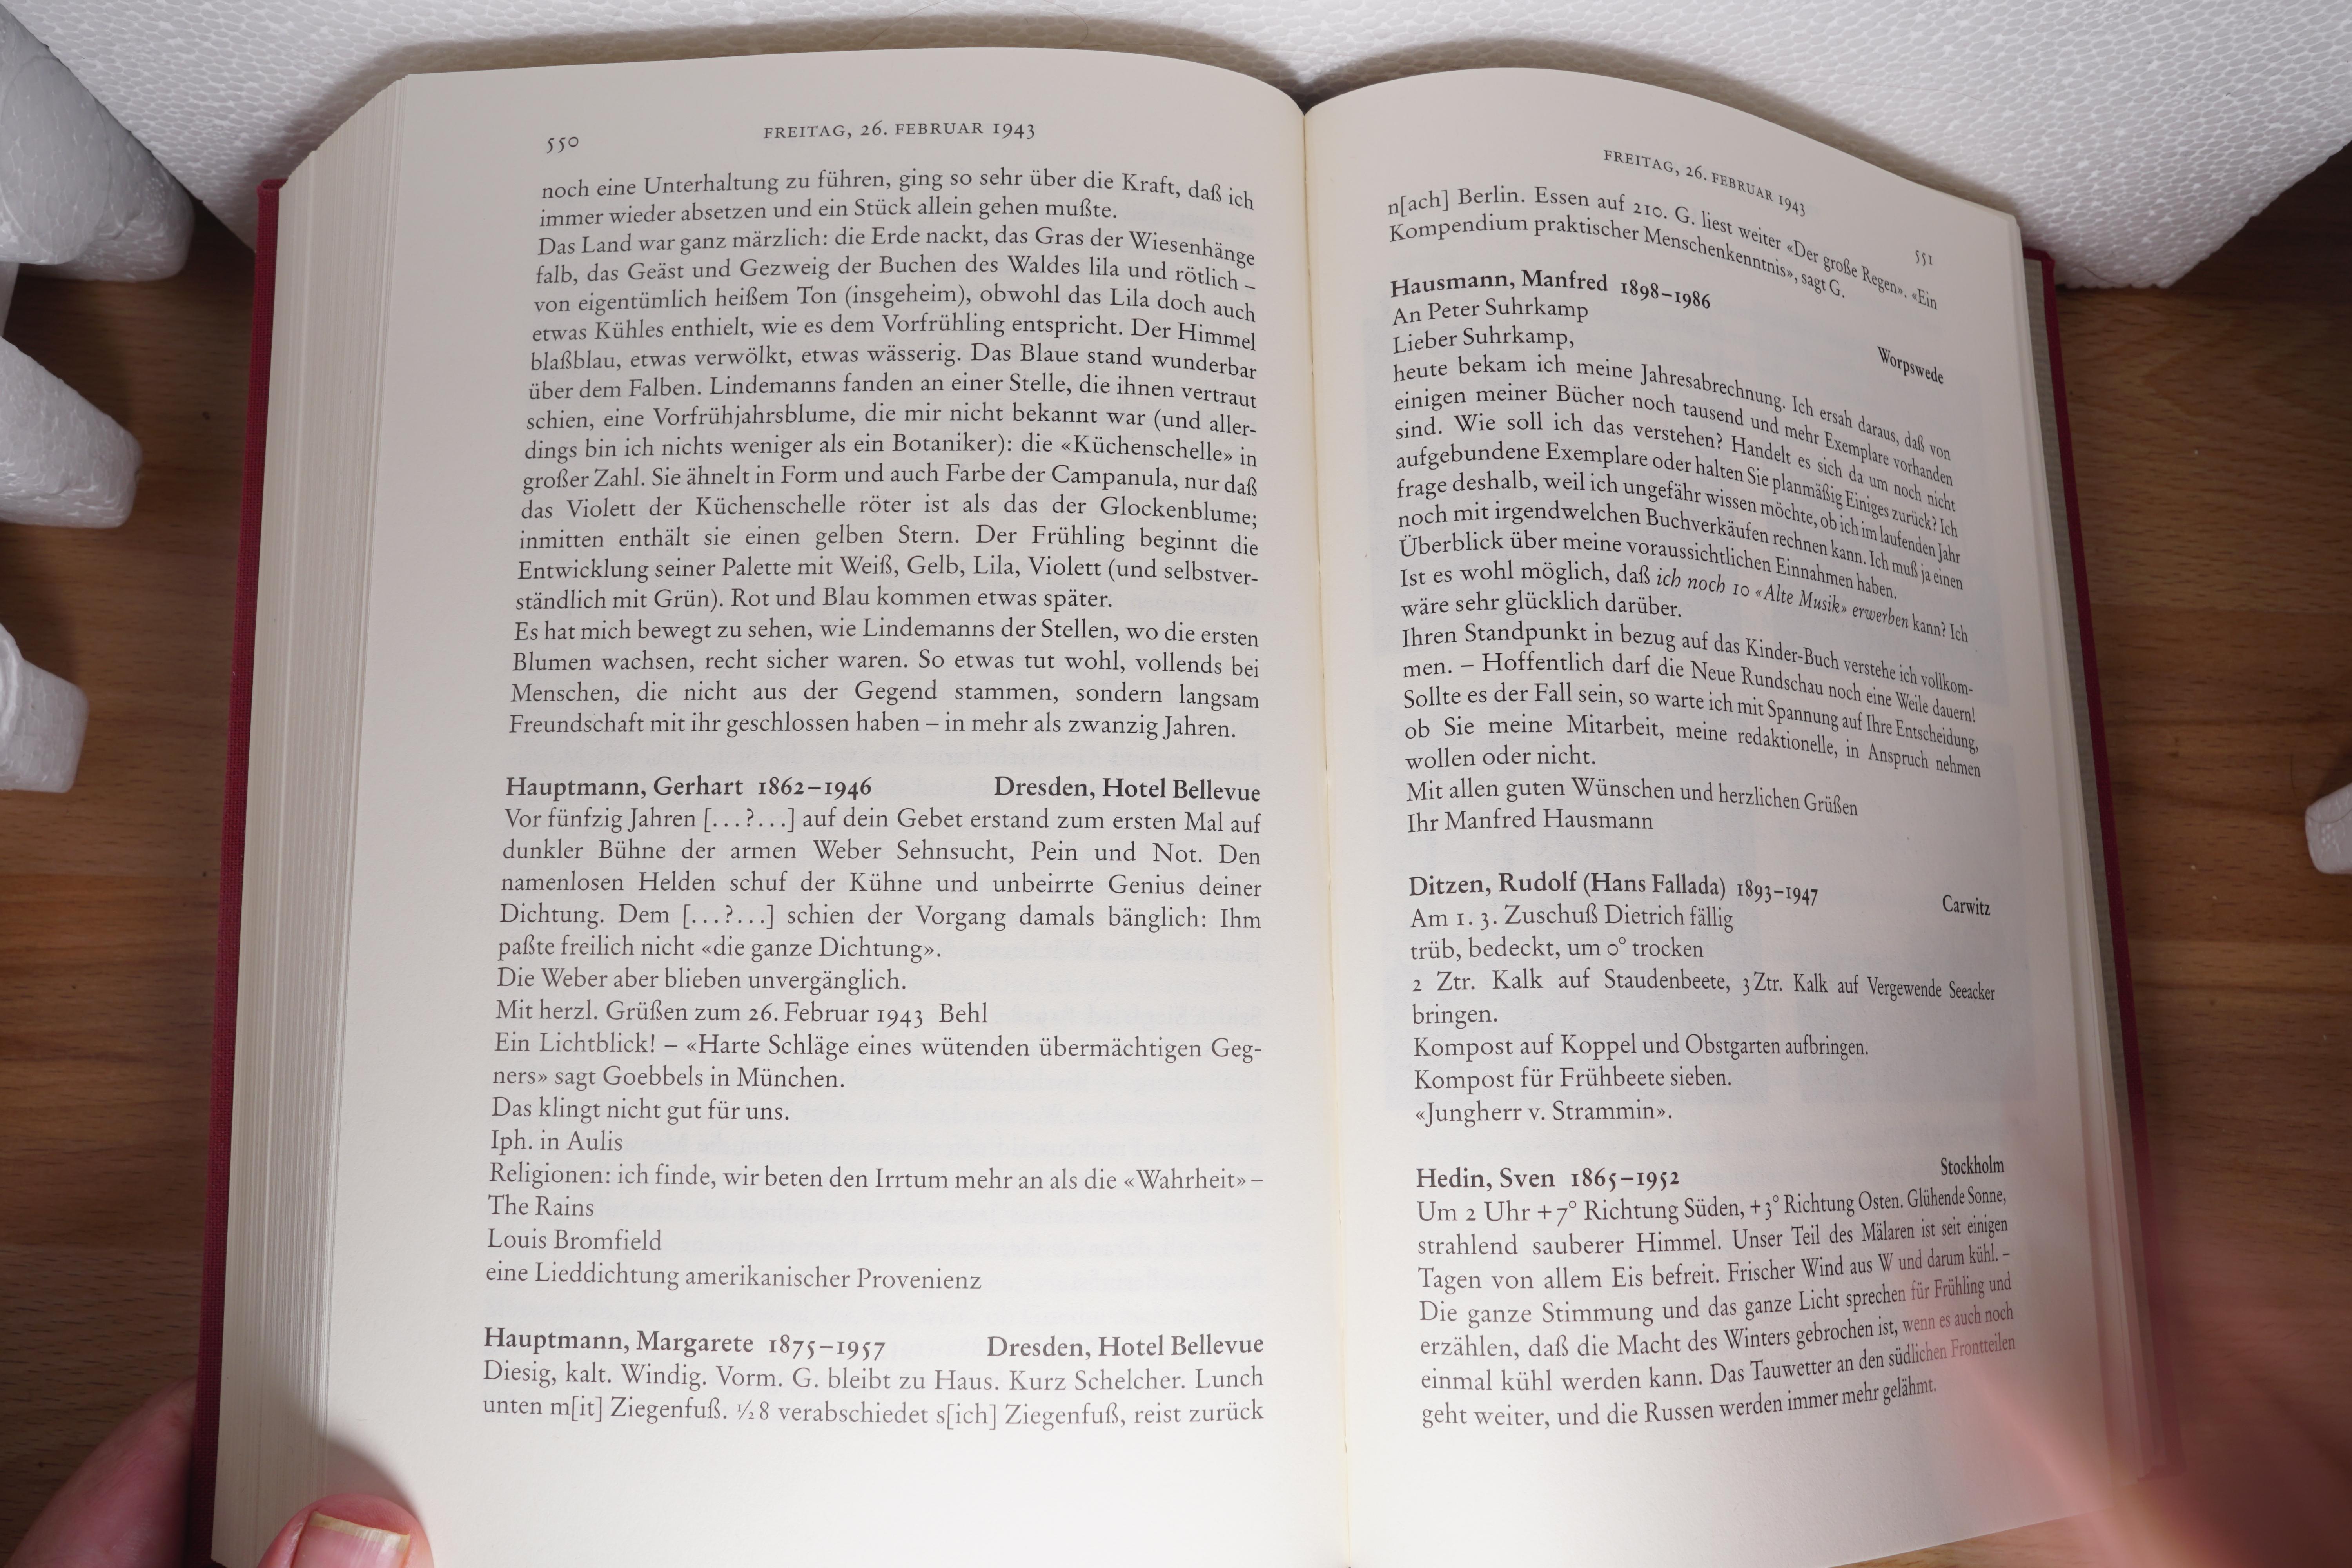 550
FREITAG, 26. FEBRUAR 1943
noch eine Unterhaltung zu führen, ging so sehr über die Kraft, daß ich
immer wieder absetzen und ein Stück allein gehen mußte.
Das Land war ganz märzlich: die Erde nackt, das Gras der Wiesenhänge
falb, das Geäst und Gezweig der Buchen des Waldes lila und rötlich –
von eigentümlich heißem Ton (insgeheim), obwohl das Lila doch auch
etwas Kühles enthielt, wie es dem Vorfrühling entspricht. Der Himmel
blaßblau, etwas verwölkt, etwas wässerig. Das Blaue stand wunderbar
über dem Falben. Lindemanns fanden an einer Stelle, die ihnen vertraut
schien, eine Vorfrühjahrsblume, die mir nicht bekannt war (und aller-
dings bin ich nichts weniger als ein Botaniker): die «Küchenschelle» in
großer Zahl. Sie ähnelt in Form und auch Farbe der Campanula, nur daß
das Violett der Küchenschelle röter ist als das der Glockenblume;
inmitten enthält sie einen gelben Stern. Der Frühling beginnt die
Entwicklung seiner Palette mit Weiß, Gelb, Lila, Violett (und selbstver-
ständlich mit Grün). Rot und Blau kommen etwas später.
Es hat mich bewegt zu sehen, wie Lindemanns der Stellen, wo die ersten
Blumen wachsen, recht sicher waren. So etwas tut wohl, vollends bei
Menschen, die nicht aus der Gegend stammen, sondern langsam
Freundschaft mit ihr geschlossen haben – in mehr als zwanzig Jahren.
Hauptmann, Gerhart 1862–1946 Dresden, Hotel Bellevue
Vor fünfzig Jahren [...?...] auf dein Gebet erstand zum ersten Mal auf
dunkler Bühne der armen Weber Sehnsucht, Pein und Not. Den
namenlosen Helden schuf der Kühne und unbeirrte Genius deiner
Dichtung. Dem [...?...] schien der Vorgang damals bänglich: Ihm
paßte freilich nicht «die ganze Dichtung».
Die Weber aber blieben unvergänglich.
Mit herzl. Grüßen zum 26. Februar 1943 Behl
Ein Lichtblick! – «Harte Schläge eines wütenden übermächtigen Geg-
ners» sagt Goebbels in München.
Das klingt nicht gut für uns.
Iph. in Aulis
Religionen: ich finde, wir beten den Irrtum mehr an als die «Wahrheit» –
The Rains
Louis Bromfield
eine Lieddichtung amerikanischer Provenienz
Hauptmann, Margarete 1875–1957 Dresden, Hotel Bellevue
Diesig, kalt. Windig. Vorm. G. bleibt zu Haus. Kurz Schelcher. Lunch
unten m[it] Ziegenfuß. ½8 verabschiedet s[ich] Ziegenfuß, reist zurück
FREITAG, 26. FEBRUAR 1943
551
n[ach] Berlin. Essen auf 210. G. liest weiter «Der große Regen». «Ein
Kompendium praktischer Menschenkenntnis», sagt G.
Hausmann, Manfred 1898–1986 Worpswede
An Peter Suhrkamp
Lieber Suhrkamp,
heute bekam ich meine Jahresabrechnung. Ich ersah daraus, daß von
einigen meiner Bücher noch tausend und mehr Exemplare vorhanden
sind. Wie soll ich das verstehen? Handelt es sich da um noch nicht
aufgebundene Exemplare oder halten Sie planmäßig Einiges zurück? Ich
frage deshalb, weil ich ungefähr wissen möchte, ob ich im laufenden Jahr
noch mit irgendwelchen Buchverkäufen rechnen kann. Ich muß ja einen
Überblick über meine voraussichtlichen Einnahmen haben.
Ist es wohl möglich, daß ich noch 10 «Alte Musik» erwerben kann? Ich
wäre sehr glücklich darüber.
Ihren Standpunkt in bezug auf das Kinder-Buch verstehe ich vollkom-
men. – Hoffentlich darf die Neue Rundschau noch eine Weile dauern!
Sollte es der Fall sein, so warte ich mit Spannung auf Ihre Entscheidung,
ob Sie meine Mitarbeit, meine redaktionelle, in Anspruch nehmen
wollen oder nicht.
Mit allen guten Wünschen und herzlichen Grüßen
Ihr Manfred Hausmann
Ditzen, Rudolf (Hans Fallada) 1893–1947 Carwitz
Am 1. 3. Zuschuß Dietrich fällig
trüb, bedeckt, um 0° trocken
2 Ztr. Kalk auf Staudenbeete, 3 Ztr. Kalk auf Vergewende Seeacker
bringen.
Kompost auf Koppel und Obstgarten aufbringen.
Kompost für Frühbeete sieben.
«Jungherr v. Strammin».
Hedin, Sven 1865–1952 Stockholm
Um 2 Uhr +7° Richtung Süden, +3° Richtung Osten. Glühende Sonne,
strahlend sauberer Himmel. Unser Teil des Mälaren ist seit einigen
Tagen von allem Eis befreit. Frischer Wind aus W und darum kühl. –
Die ganze Stimmung und das ganze Licht sprechen für Frühling und
erzählen, daß die Macht des Winters gebrochen ist, wenn es auch noch
einmal kühl werden kann. Das Tauwetter an den südlichen Frontteilen
geht weiter, und die Russen werden immer mehr gelähmt.